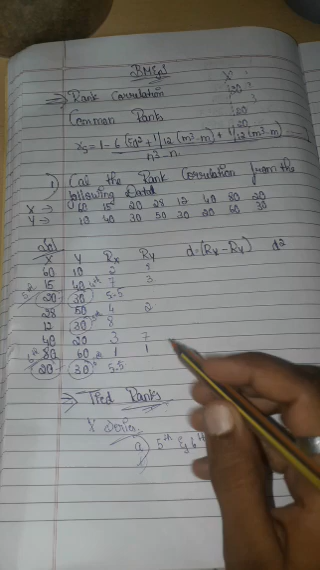 BMEGS
⇒ Rank Correlation
Common Ranks
rs = 1 - 6 [Σd² + 1/12 (m³-m) + 1/12 (m³-m) ......
n³ - n
1) Cal the Rank Correlation from the
following Data
X → 60 15 20 28 12 40 80 20
Y → 10 40 30 50 30 20 60 30
X Y Rx Ry d = (Rx - Ry) d²
60 10 2
15 40 7 3
20 30 5.5
28 50 4 2
12 30 8
40 20 3 7
80 60 1 1
20 30 5.5
⇒ Tied Ranks
X Series
a) 5th & 6th